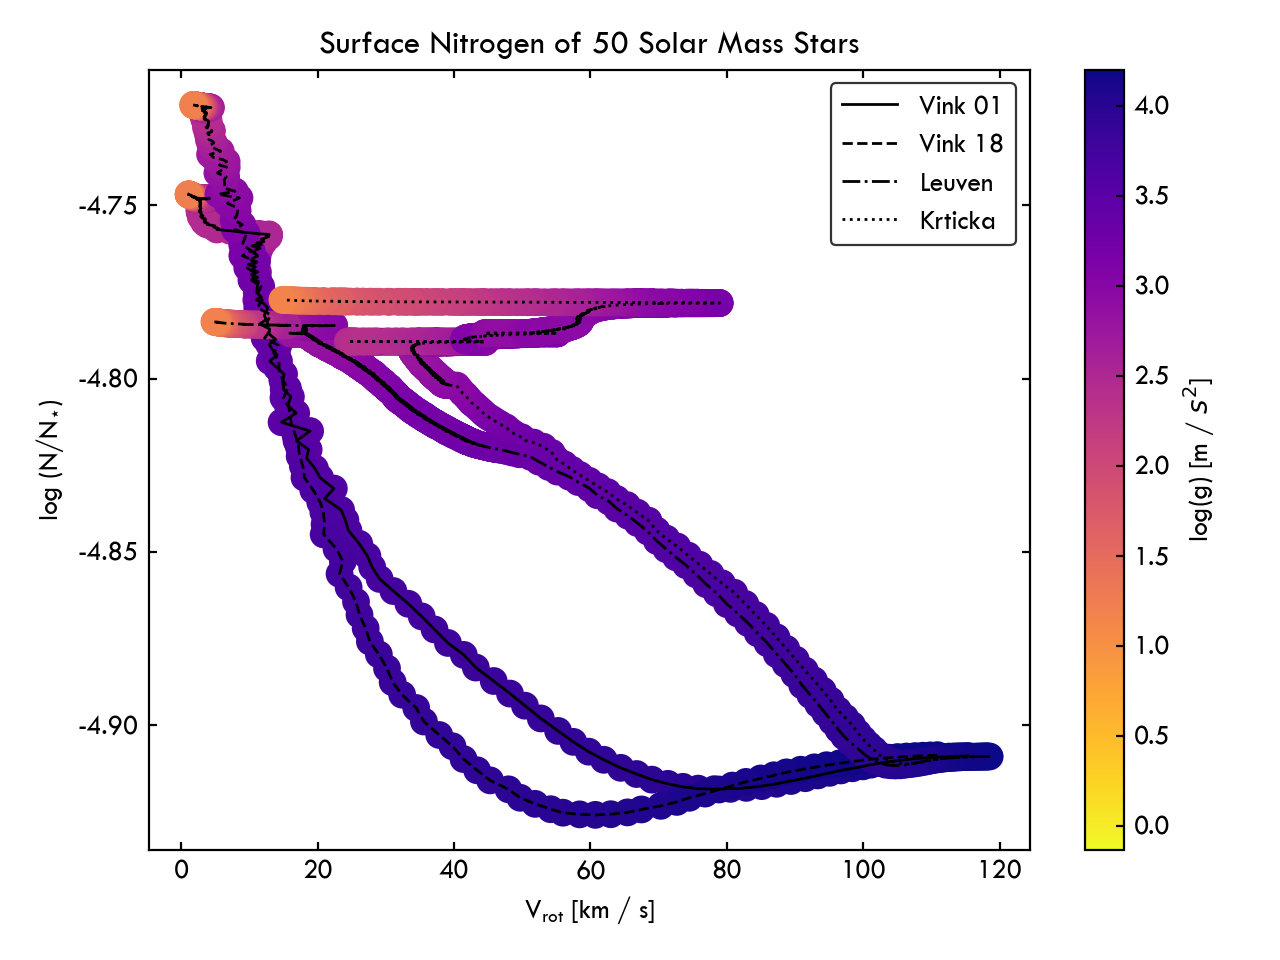 Surface Nitrogen of 50 Solar Mass Stars
Vink 01
Vink 18
Leuven
Krticka
-4.75
-4.80
-4.85
-4.90
log (N/N⋆)
0
20
40
60
80
100
120
V_rot [km / s]
4.0
3.5
3.0
2.5
2.0
1.5
1.0
0.5
0.0
log(g) [m / s²]